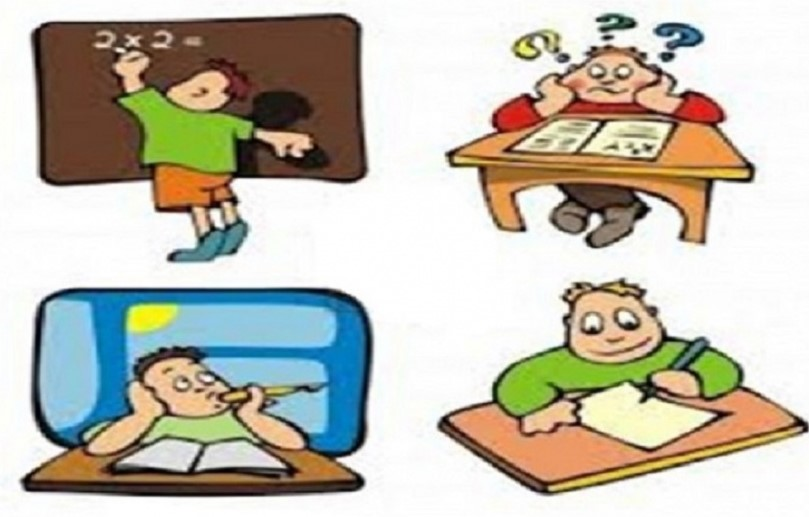 2 x 2 =
? ? ?